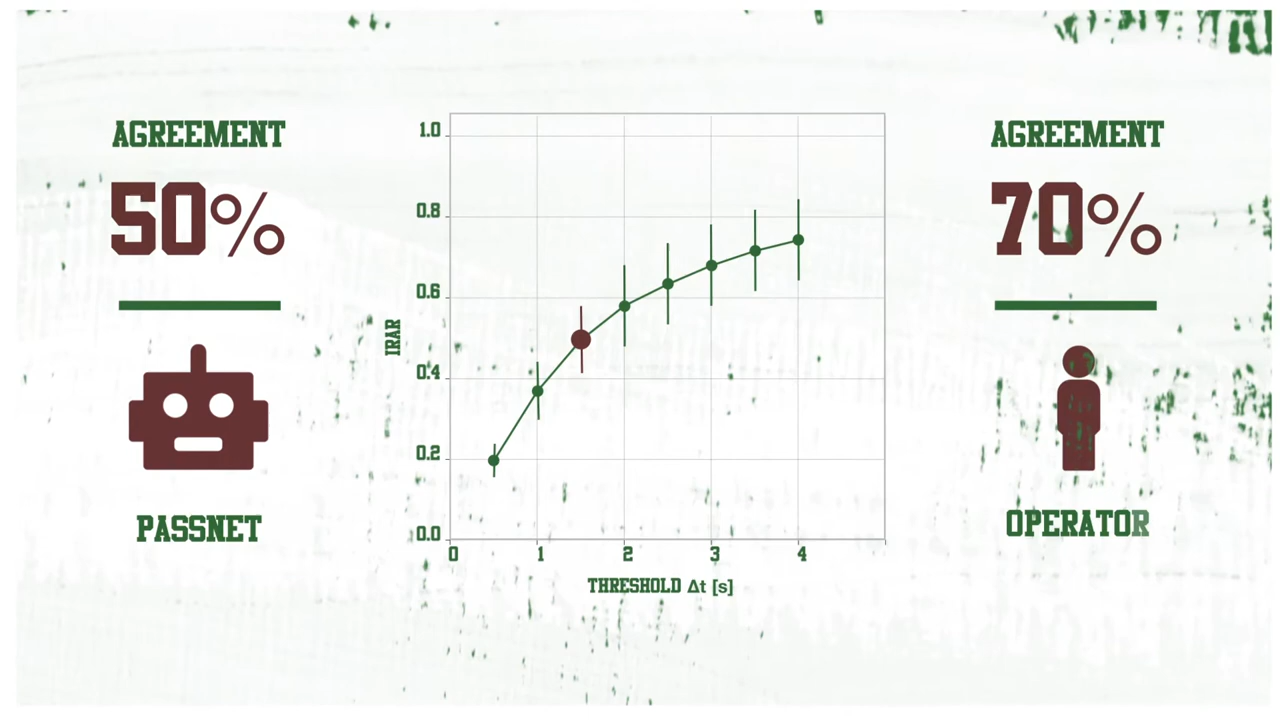 AGREEMENT
50%
PASSNET
1.0
0.8
0.6
0.4
0.2
0.0
IRAR
0 1 2 3 4
THRESHOLD Δt [s]
AGREEMENT
70%
OPERATOR